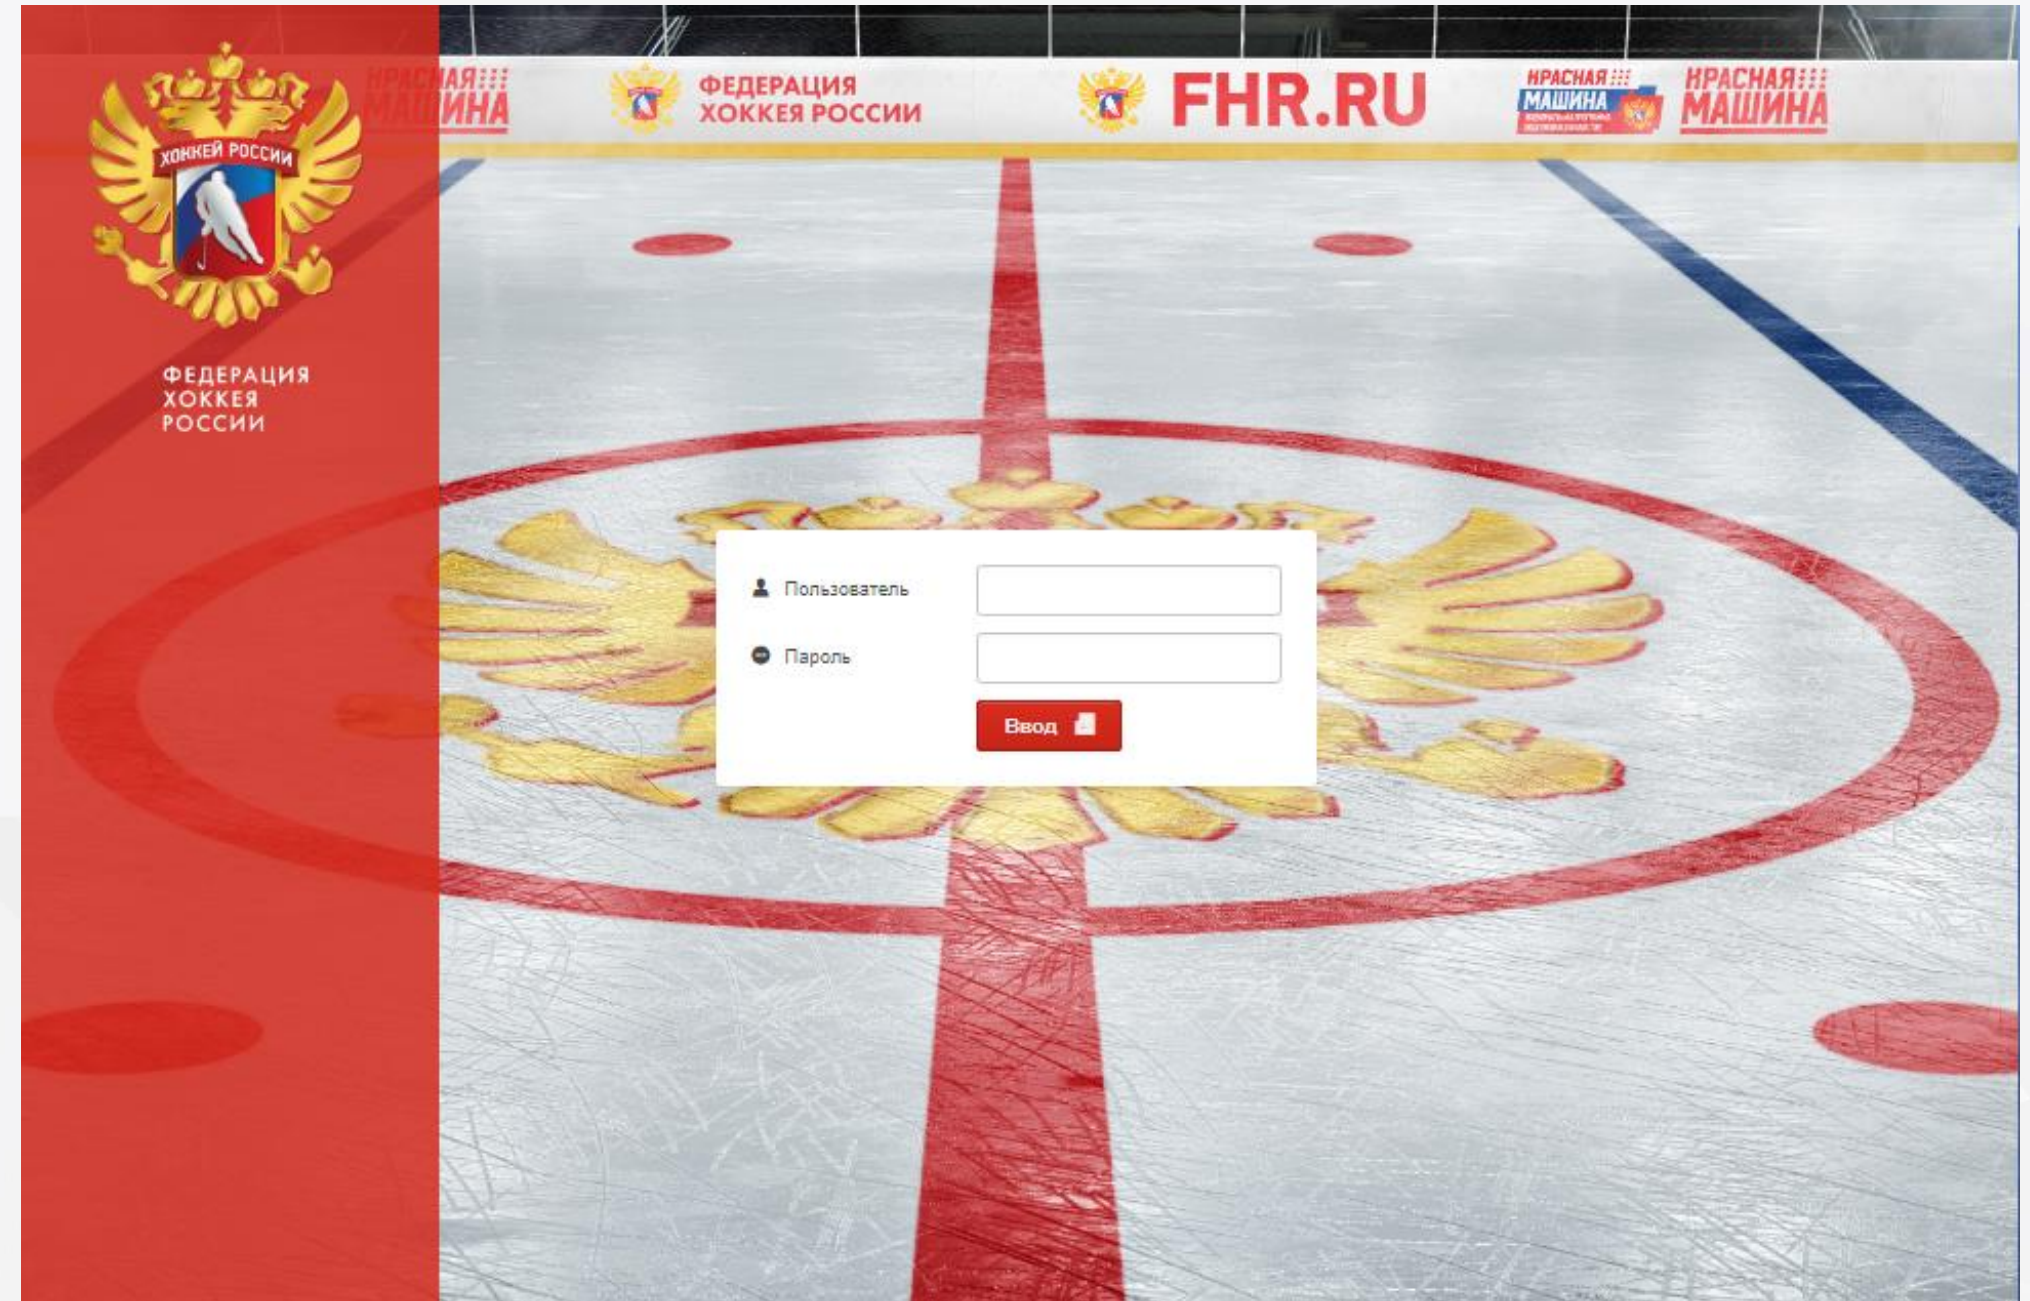 КРАСНАЯ
МАШИНА
ФЕДЕРАЦИЯ
ХОККЕЯ РОССИИ
FHR.RU
КРАСНАЯ
МАШИНА
КРАСНАЯ
МАШИНА
ХОККЕЙ РОССИИ
ФЕДЕРАЦИЯ
ХОККЕЯ
РОССИИ
Пользователь
Пароль
Ввод